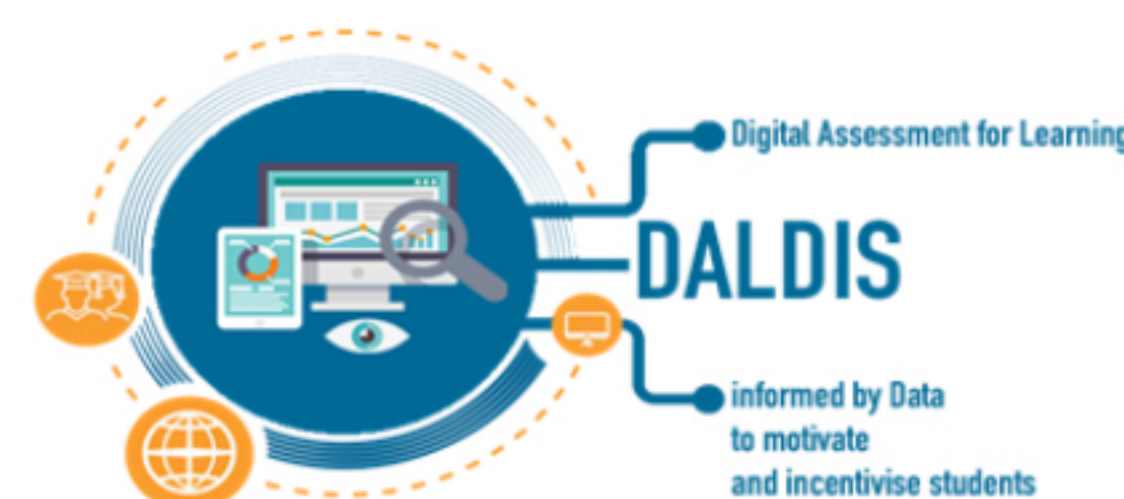 Digital Assessment for Learning
DALDIS
informed by Data
to motivate
and incentivise students